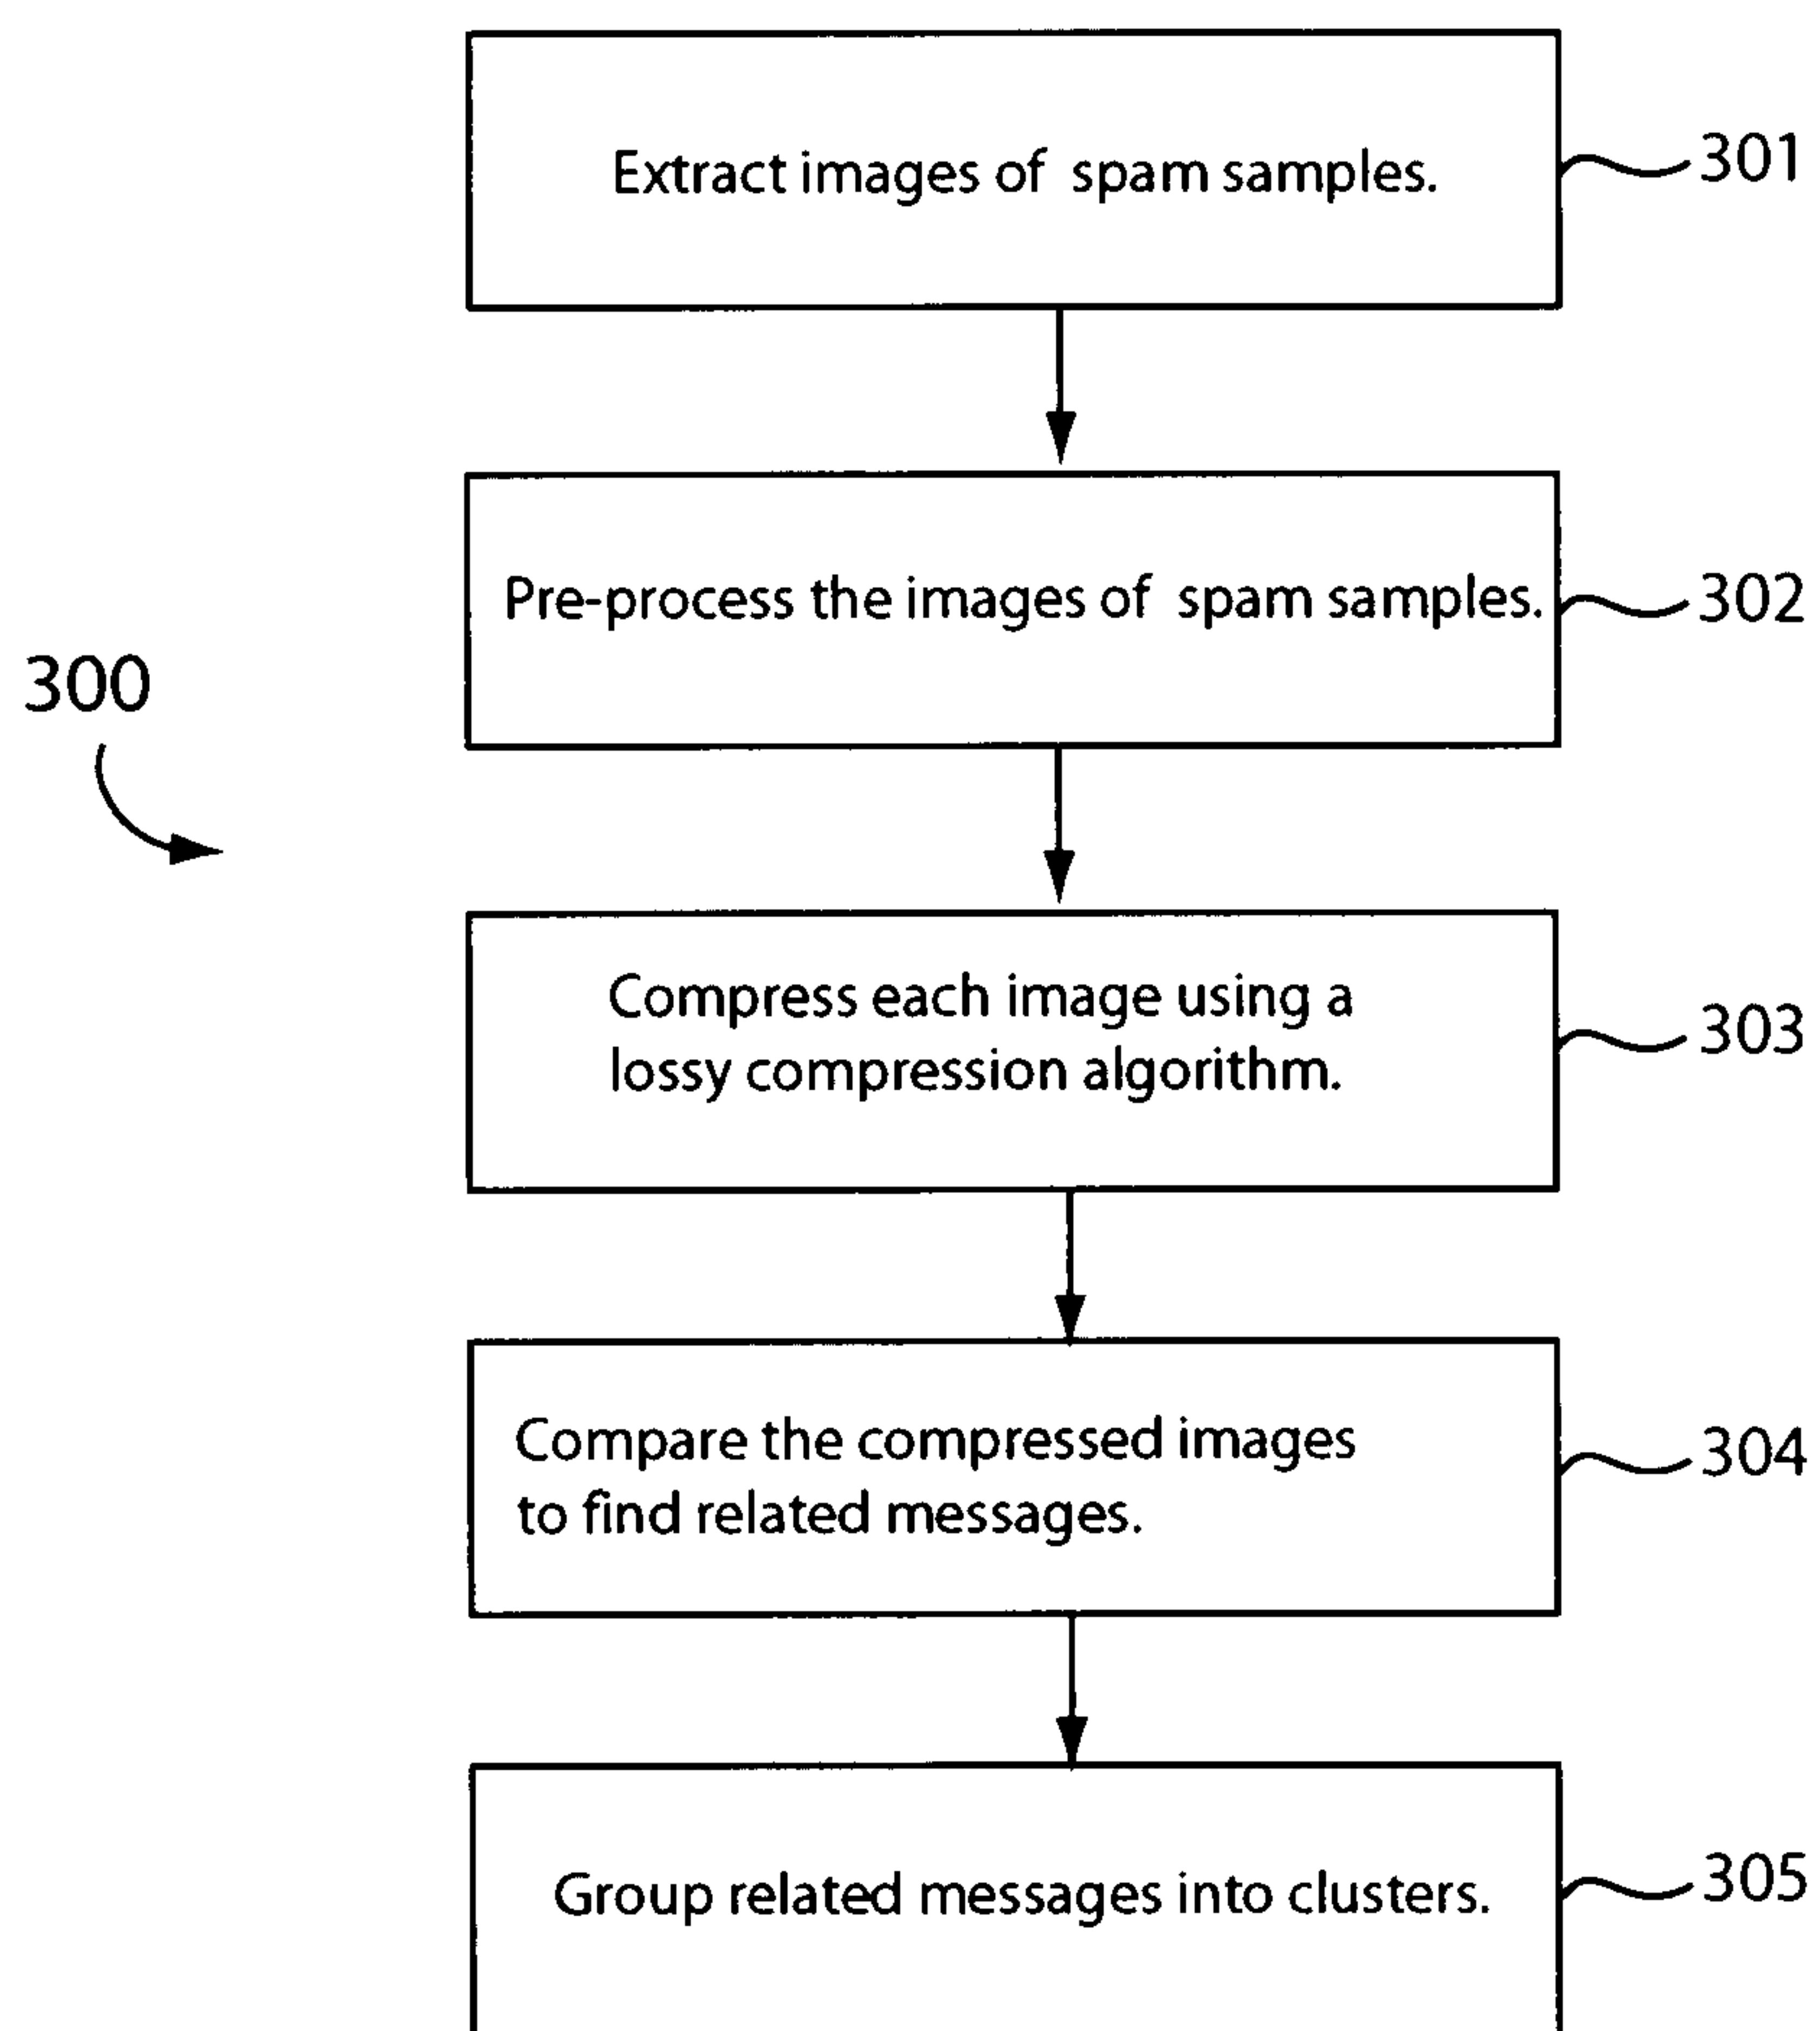 Extract images of spam samples.
301
Pre-process the images of spam samples.
302
300
Compress each image using a
lossy compression algorithm.
303
Compare the compressed images
to find related messages.
304
Group related messages into clusters.
305